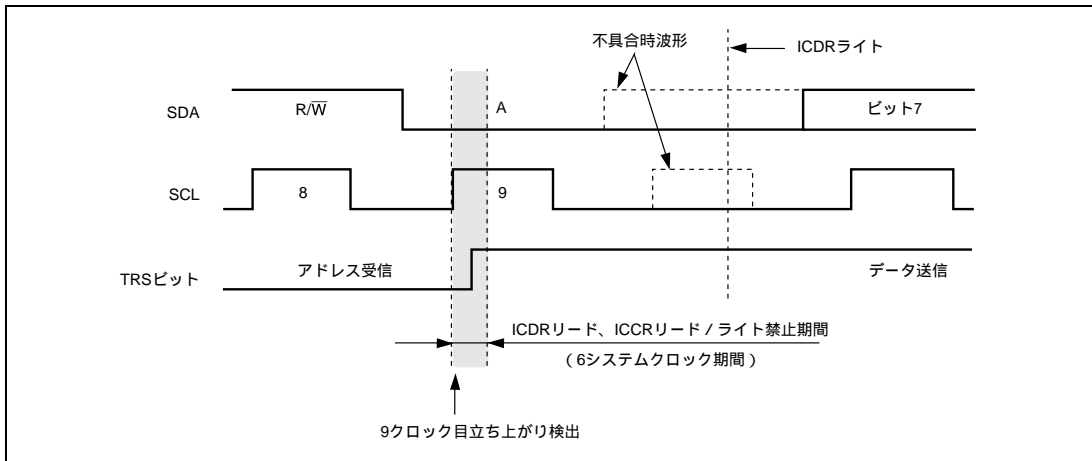 不具合時波形
ICDRライト
SDA
R/W̅
A
ビット7
SCL
8
9
TRSビット
アドレス受信
データ送信
ICDRリード、ICCRリード / ライト禁止期間
(6システムクロック期間)
9クロック目立ち上がり検出